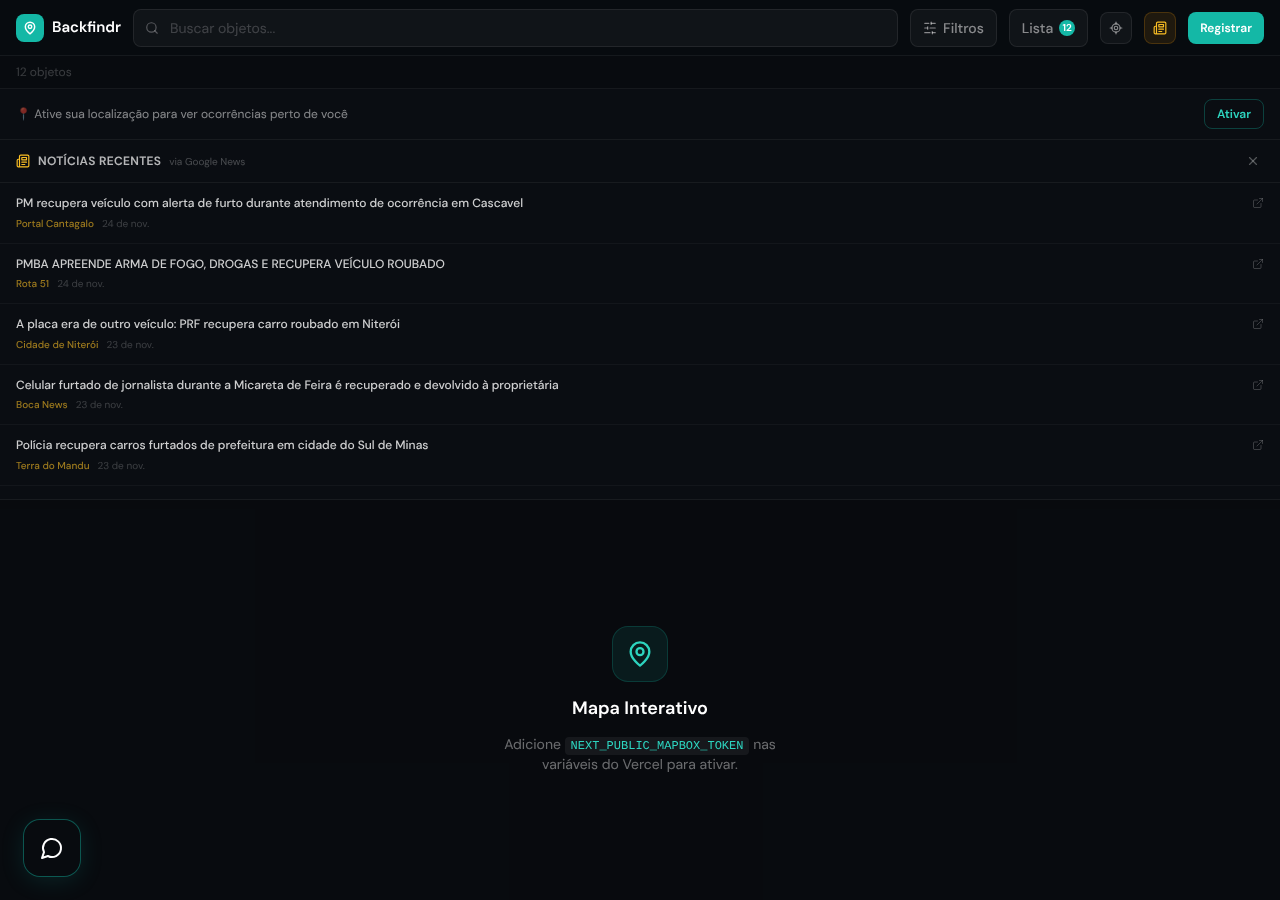 Backfindr
Buscar objetos...
Filtros
Lista 12
Registrar
12 objetos
📍 Ative sua localização para ver ocorrências perto de você
Ativar
NOTÍCIAS RECENTES via Google News
PM recupera veículo com alerta de furto durante atendimento de ocorrência em Cascavel
Portal Cantagalo 24 de nov.
PMBA APREENDE ARMA DE FOGO, DROGAS E RECUPERA VEÍCULO ROUBADO
Rota 51 24 de nov.
A placa era de outro veículo: PRF recupera carro roubado em Niterói
Cidade de Niterói 23 de nov.
Celular furtado de jornalista durante a Micareta de Feira é recuperado e devolvido à proprietária
Boca News 23 de nov.
Polícia recupera carros furtados de prefeitura em cidade do Sul de Minas
Terra do Mandu 23 de nov.
Mapa Interativo
Adicione NEXT_PUBLIC_MAPBOX_TOKEN nas
variáveis do Vercel para ativar.